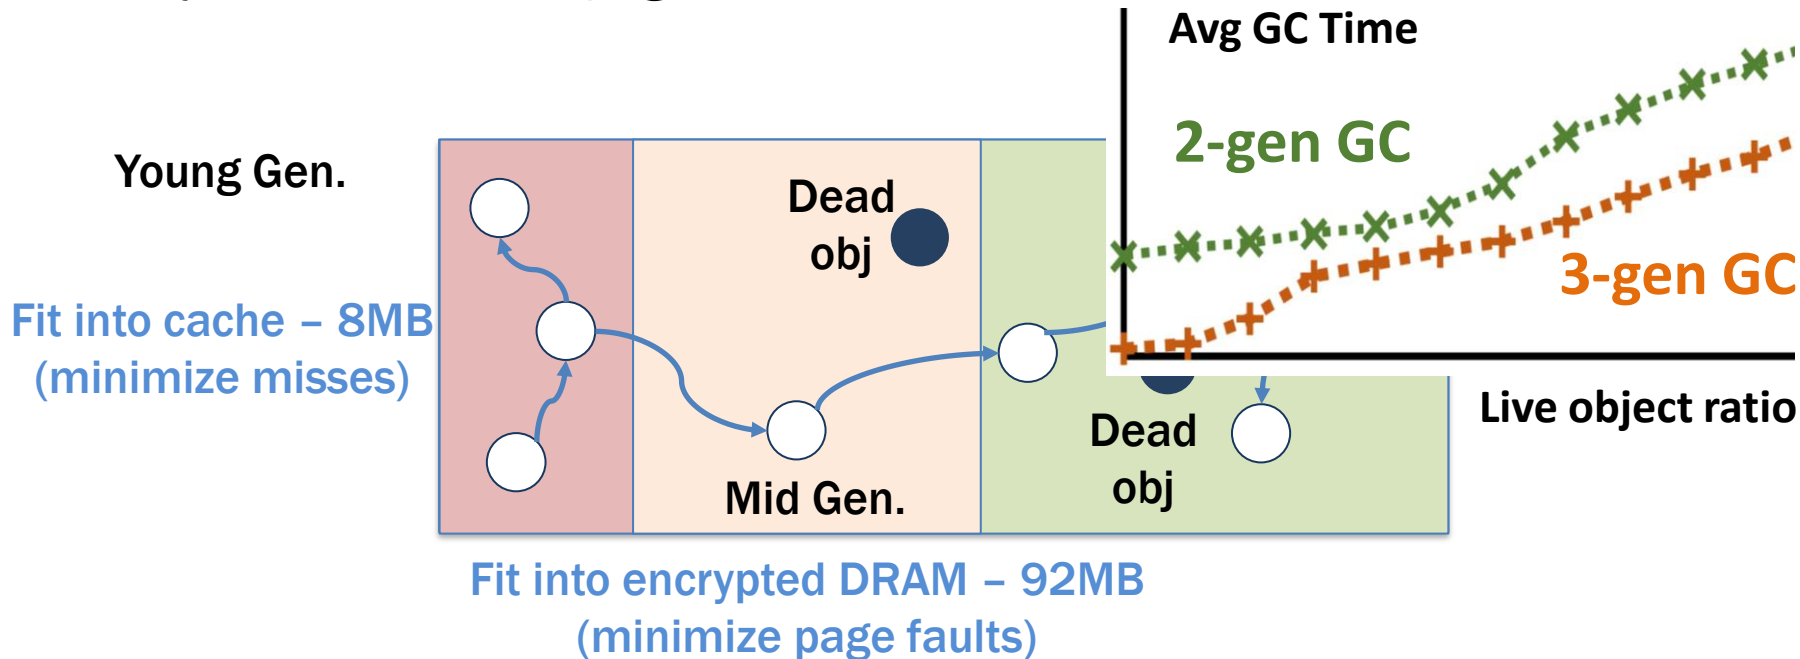 Avg GC Time
2-gen GC
3-gen GC
Live object ratio
Young Gen.
Fit into cache – 8MB
(minimize misses)
Dead
obj
Mid Gen.
Dead
obj
Fit into encrypted DRAM – 92MB
(minimize page faults)